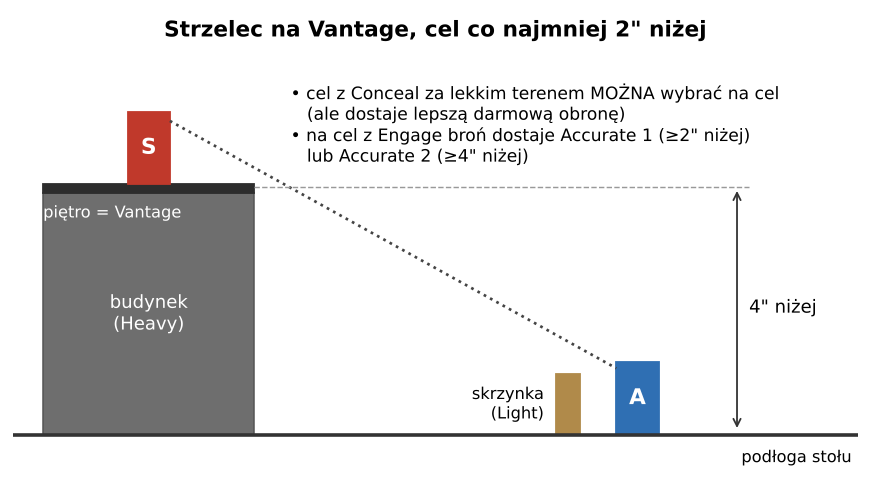 Strzelec na Vantage, cel co najmniej 2" niżej
• cel z Conceal za lekkim terenem MOŻNA wybrać na cel
(ale dostaje lepszą darmową obronę)
• na cel z Engage broń dostaje Accurate 1 (≥2" niżej)
lub Accurate 2 (≥4" niżej)
S
piętro = Vantage
budynek
(Heavy)
4" niżej
skrzynka
(Light)
A
podłoga stołu